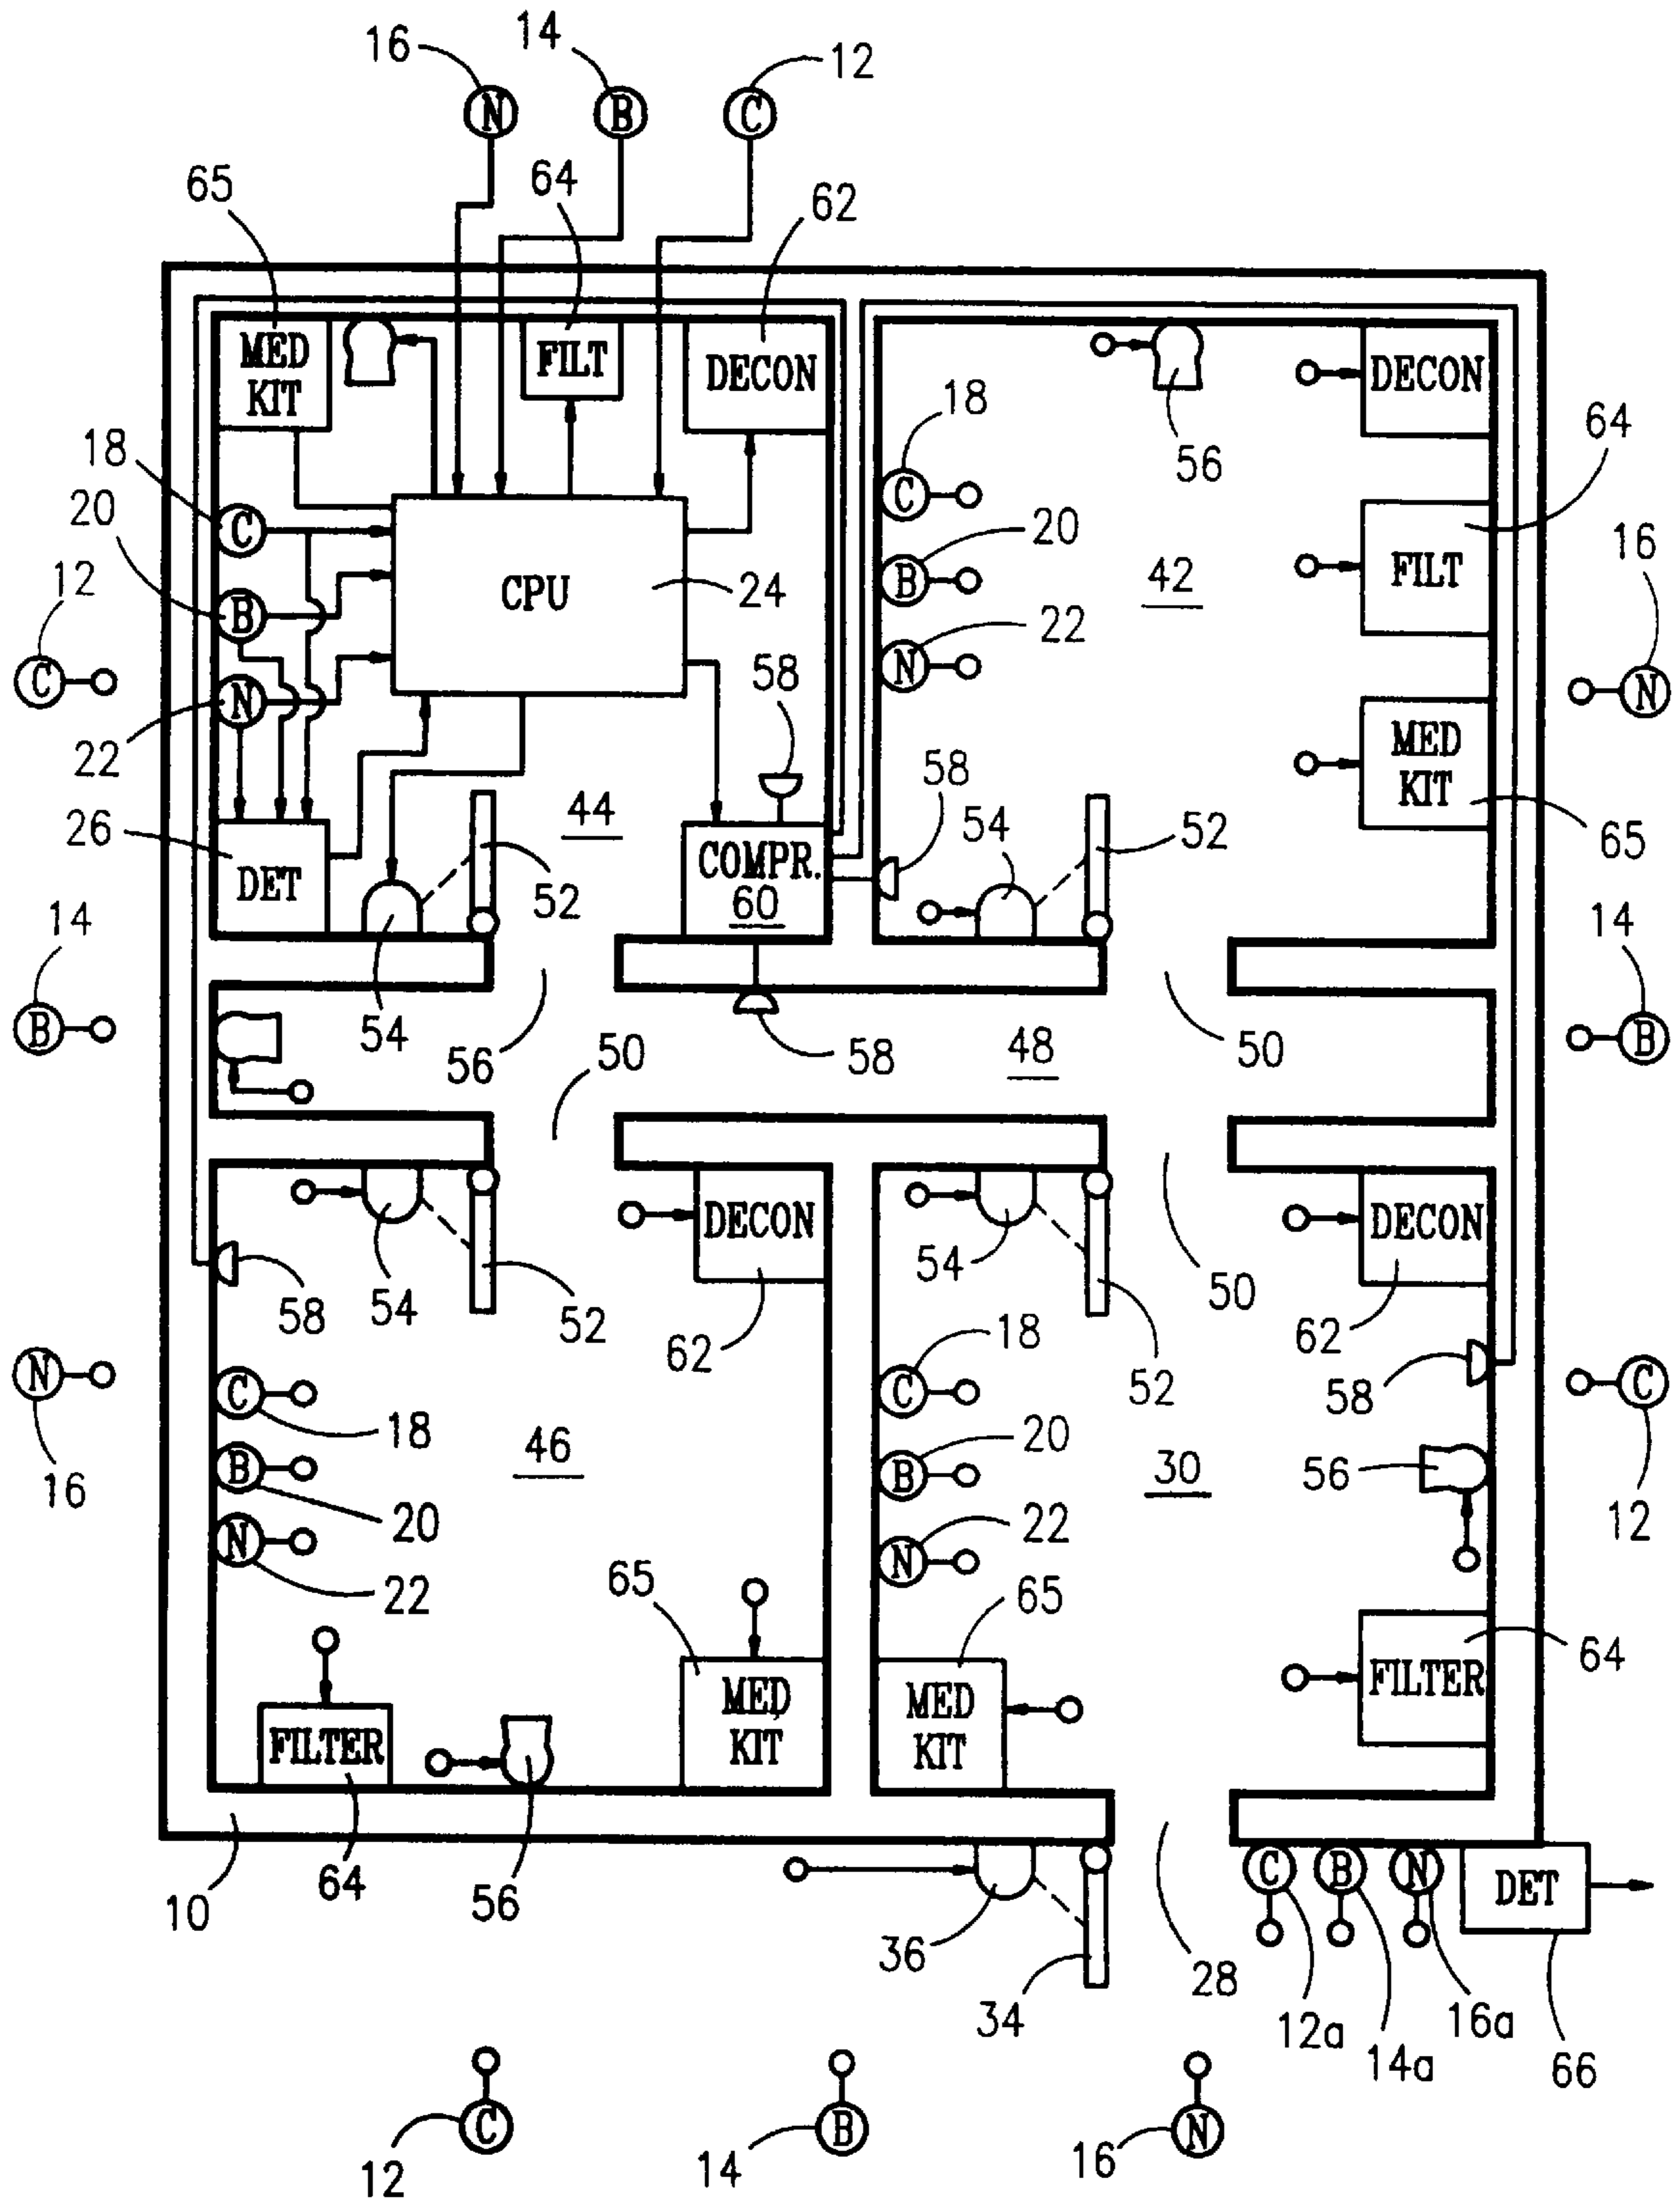 16
14
12
N
B
C
65
64
62
MED
KIT
FILT
DECON
DECON
18
56
64
18
20
C
C
20
16
12
B
FILT
CPU
24
42
B
22
C
N
N
N
58
22
MED
KIT
58
54
52
44
26
65
COMPR.
60
DET
52
14
14
54
B
56
58
48
50
50
B
DECON
DECON
54
50
58
54
52
62
62
18
N
C
C
52
58
C
18
46
20
30
56
16
B
B
12
20
22
N
N
22
65
65
64
MED
KIT
MED
KIT
FILTER
FILTER
C
B
N
DET
10
64
56
36
34
28
12a
14a
16a
66
C
B
N
12
14
16